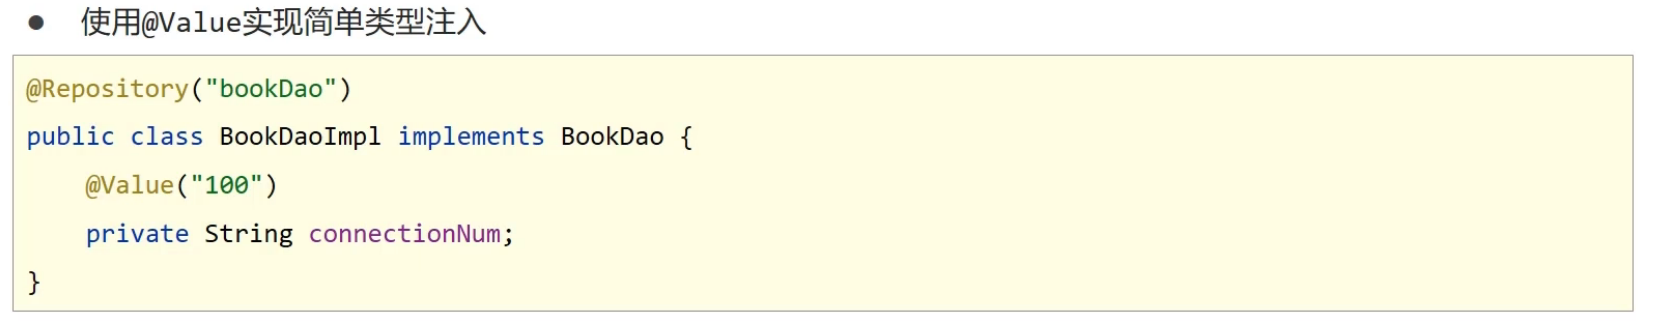 ● 使用@Value实现简单类型注入
@Repository("bookDao")
public class BookDaoImpl implements BookDao {
    @Value("100")
    private String connectionNum;
}